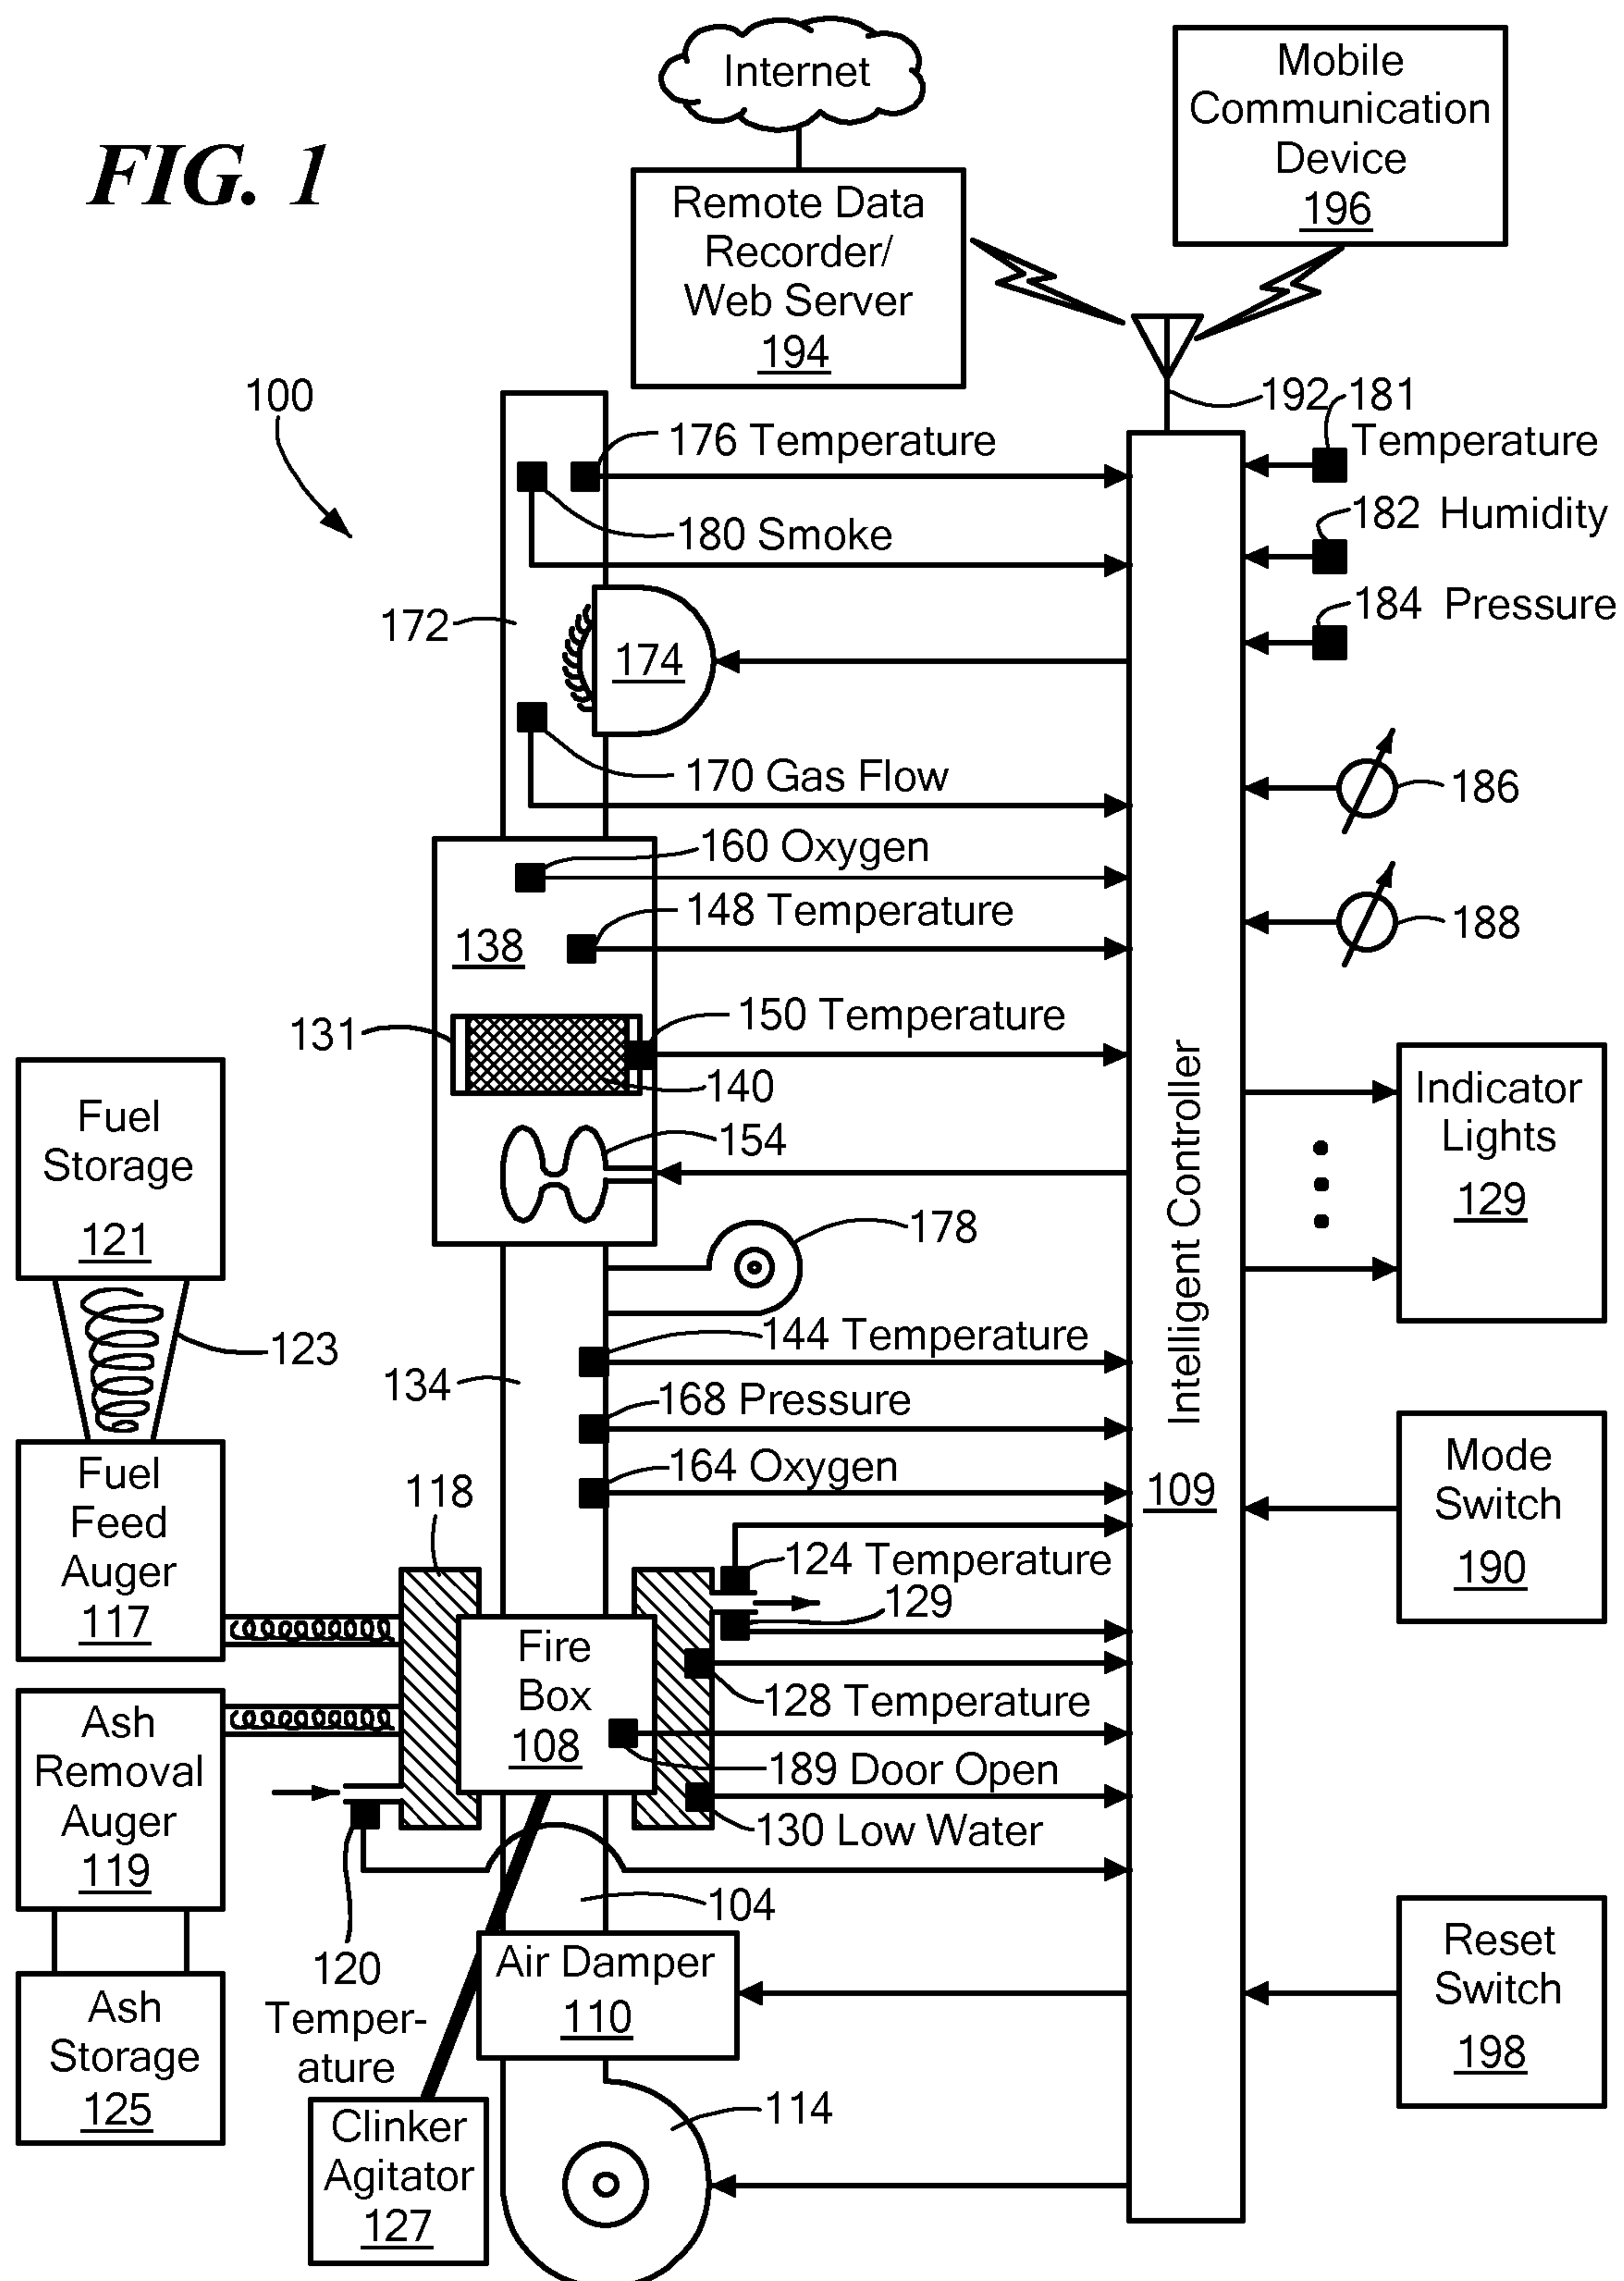 Internet
Mobile
Communication
Device
196
FIG. 1
Remote Data
Recorder/
Web Server
194
100
192
181
Temperature
176 Temperature
182 Humidity
180 Smoke
184 Pressure
172
174
170 Gas Flow
186
160 Oxygen
148 Temperature
188
138
150 Temperature
131
140
Intelligent Controller
109
Indicator
Lights
129
Fuel
Storage
121
154
178
123
144 Temperature
134
168 Pressure
164 Oxygen
Mode
Switch
190
Fuel
Feed
Auger
117
118
124 Temperature
129
Fire
Box
108
128 Temperature
189 Door Open
130 Low Water
Ash
Removal
Auger
119
104
120
Temper-
ature
Air Damper
110
Reset
Switch
198
Ash
Storage
125
114
Clinker
Agitator
127